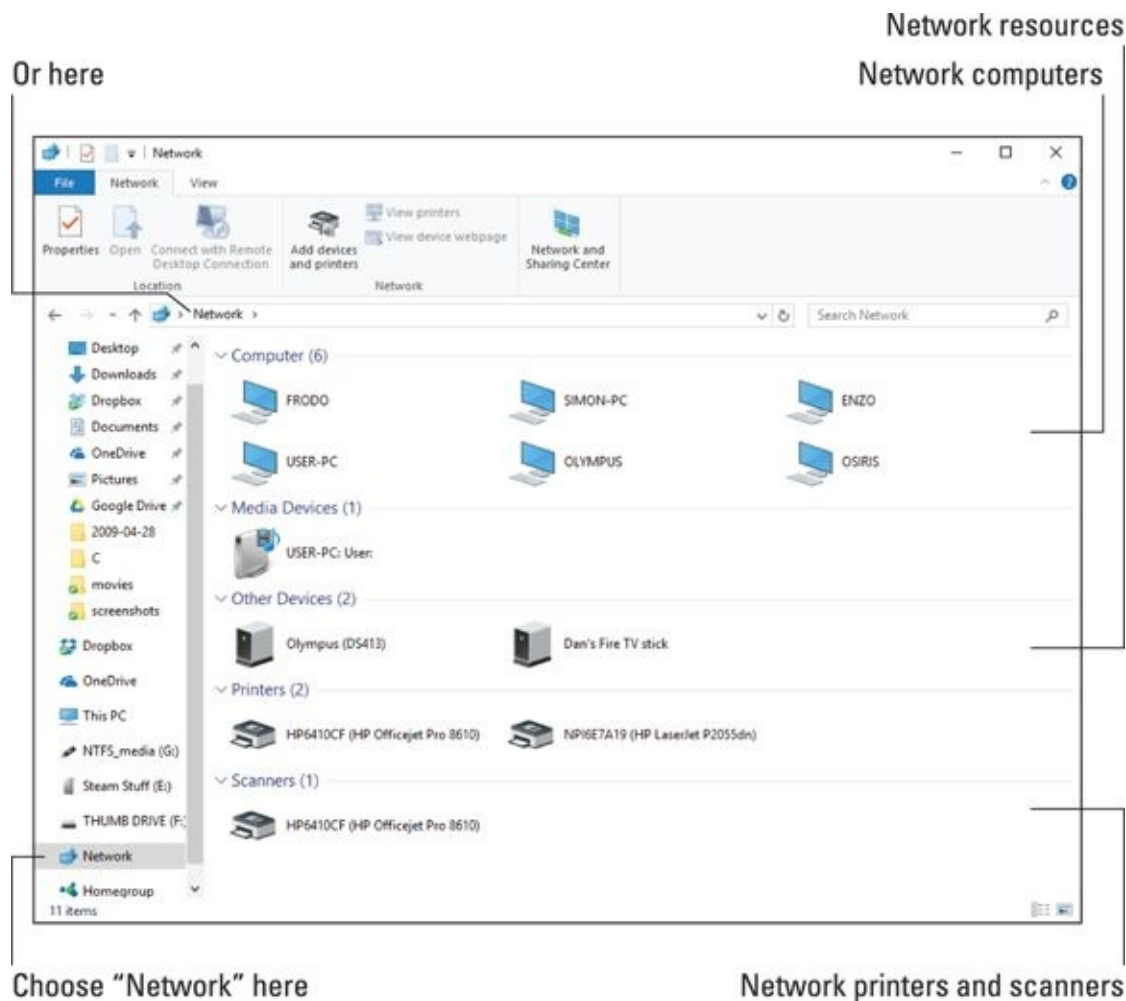 Network resources
Or here
Network computers
Network
File Network View
Properties Open Connect with Remote Desktop Connection
Add devices and printers
View printers
View device webpage
Network and Sharing Center
Location
Network
Network
Search Network
Desktop
Downloads
Dropbox
Documents
OneDrive
Pictures
Google Drive
2009-04-28
C
movies
screenshots
Dropbox
OneDrive
This PC
NTFS_media (G:)
Steam Stuff (E:)
THUMB DRIVE (F:
Network
Homegroup
Computer (6)
FRODO SIMON-PC ENZO
USER-PC OLYMPUS OSIRIS
Media Devices (1)
USER-PC: User:
Other Devices (2)
Olympus (DS413) Dan's Fire TV stick
Printers (2)
HP6410CF (HP Officejet Pro 8610) NPI6E7A19 (HP LaserJet P2055dn)
Scanners (1)
HP6410CF (HP Officejet Pro 8610)
11 items
Choose “Network” here
Network printers and scanners